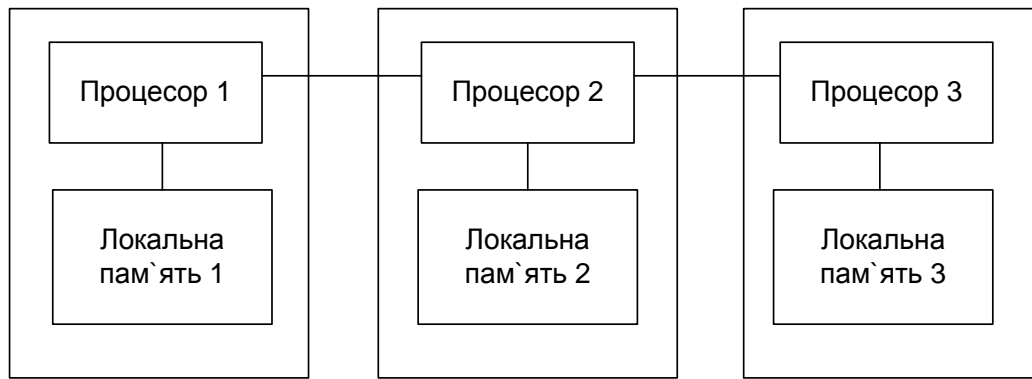 Процесор 1
Процесор 2
Процесор 3
Локальна
пам`ять 1
Локальна
пам`ять 2
Локальна
пам`ять 3